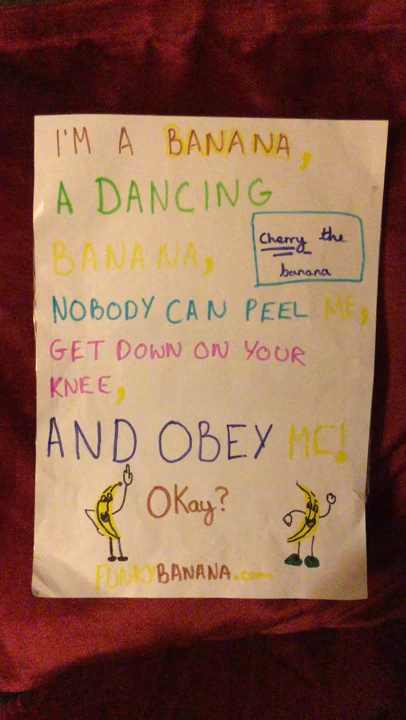 I'M A BANANA,
A DANCING
BANANA,
Cherry the
banana
NOBODY CAN PEEL ME,
GET DOWN ON YOUR
KNEE,
AND OBEY ME!
OKay?
FUNKYBANANA.com